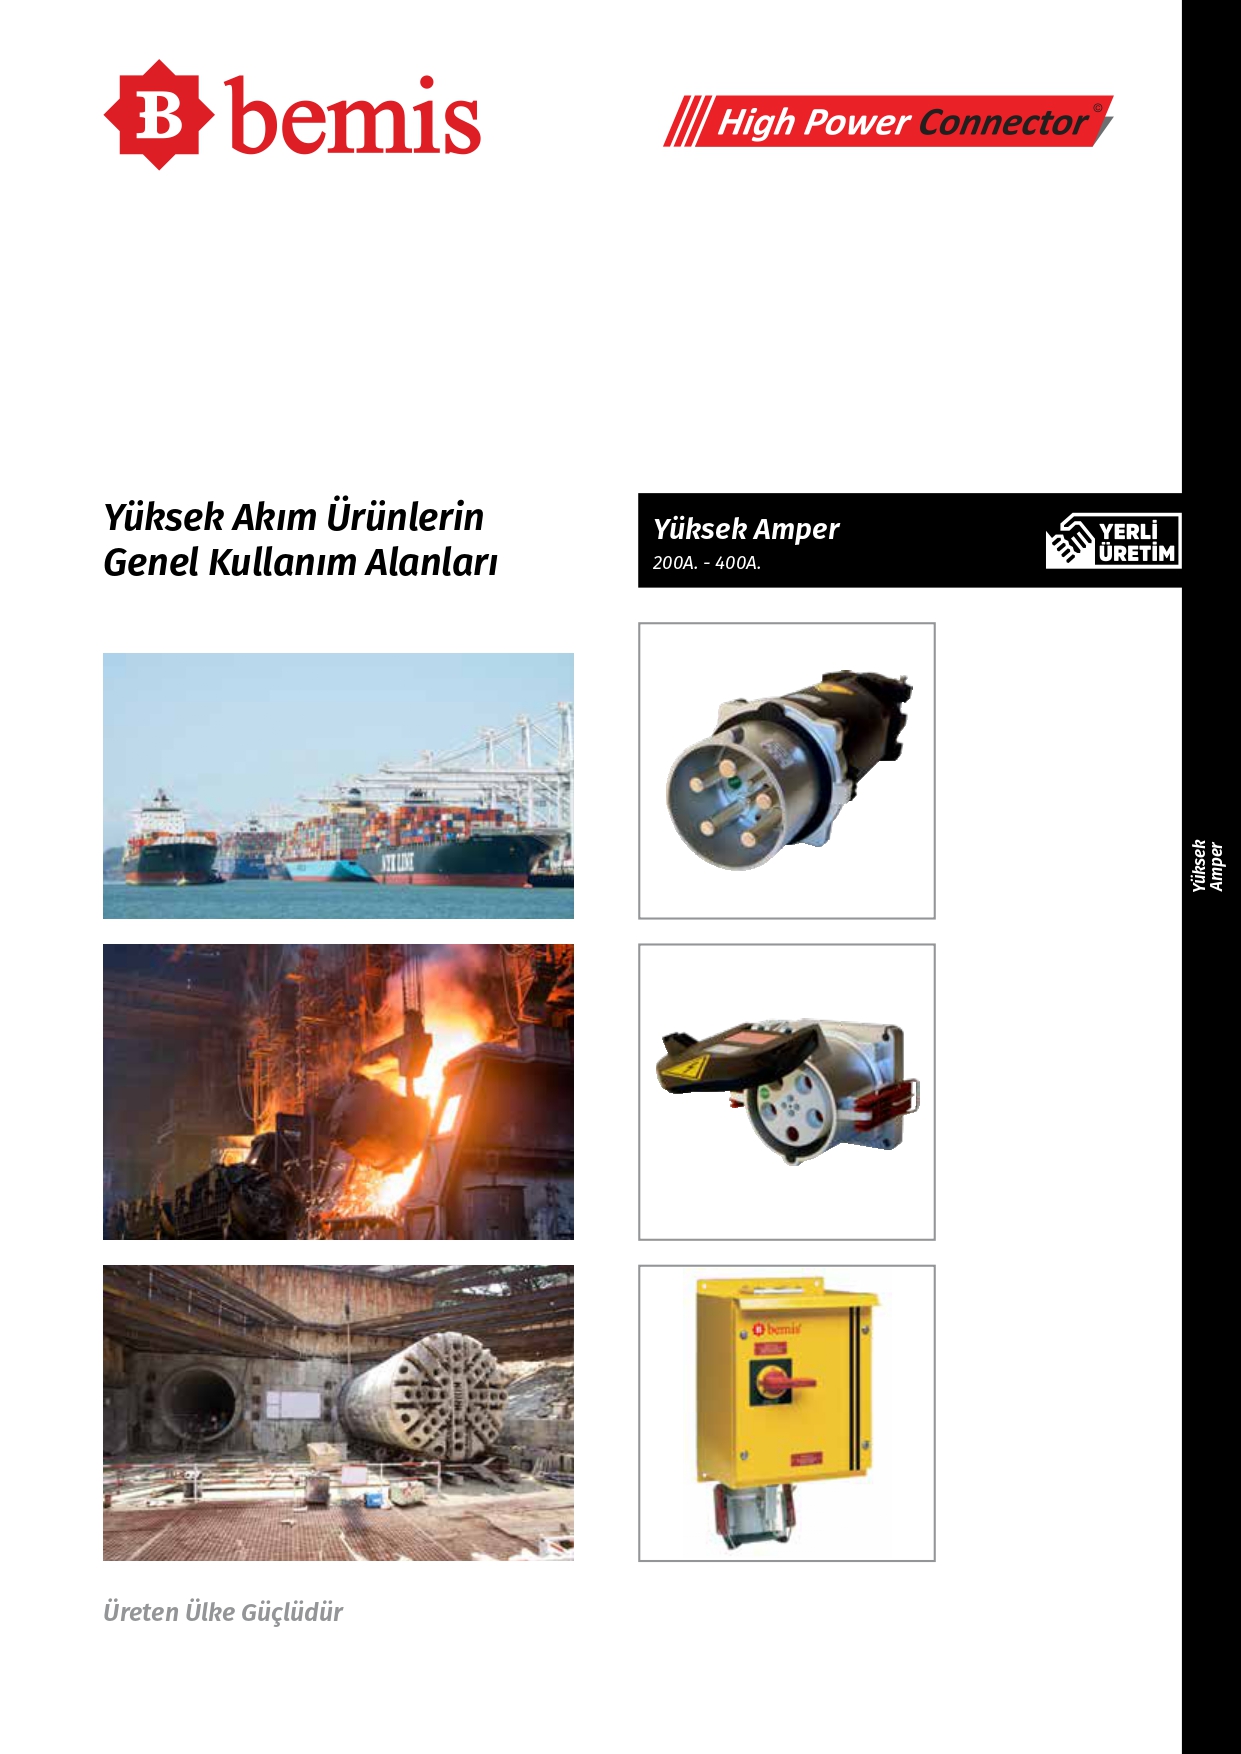 B bemis
High Power Connector ©
Yüksek Akım Ürünlerin
Genel Kullanım Alanları
Yüksek Amper
200A. - 400A.
YERLİ
ÜRETİM
NYK LINE
Yüksek
Amper
B bemis
Üreten Ülke Güçlüdür